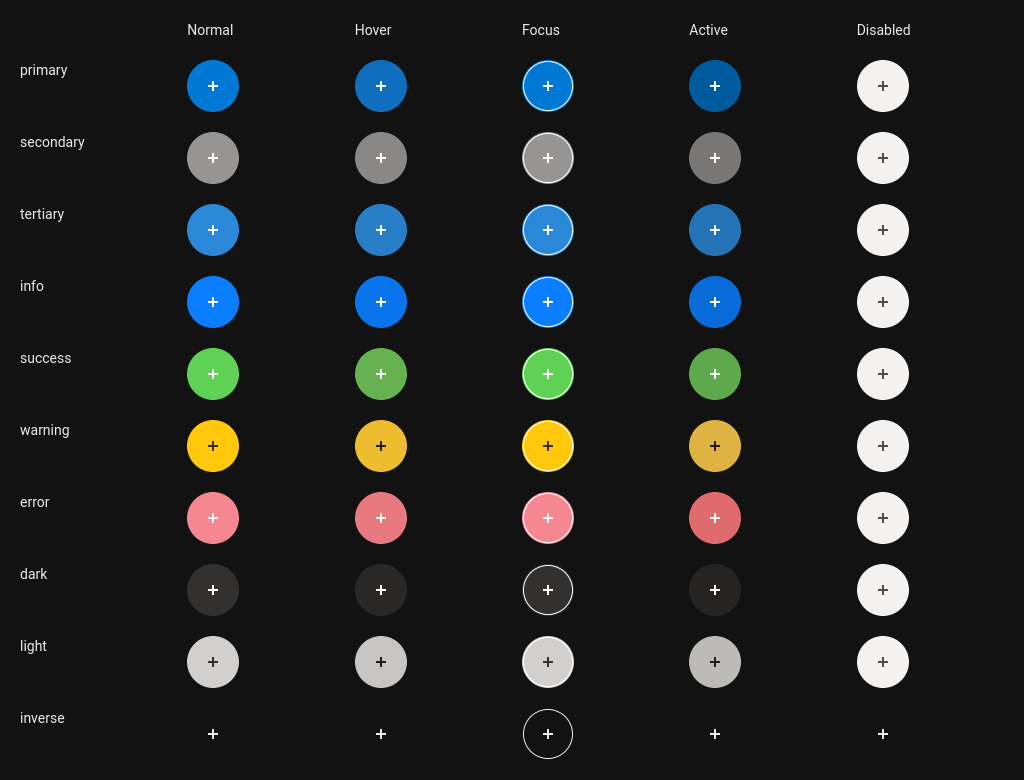 Normal Hover Focus Active Disabled
primary
secondary
tertiary
info
success
warning
error
dark
light
inverse